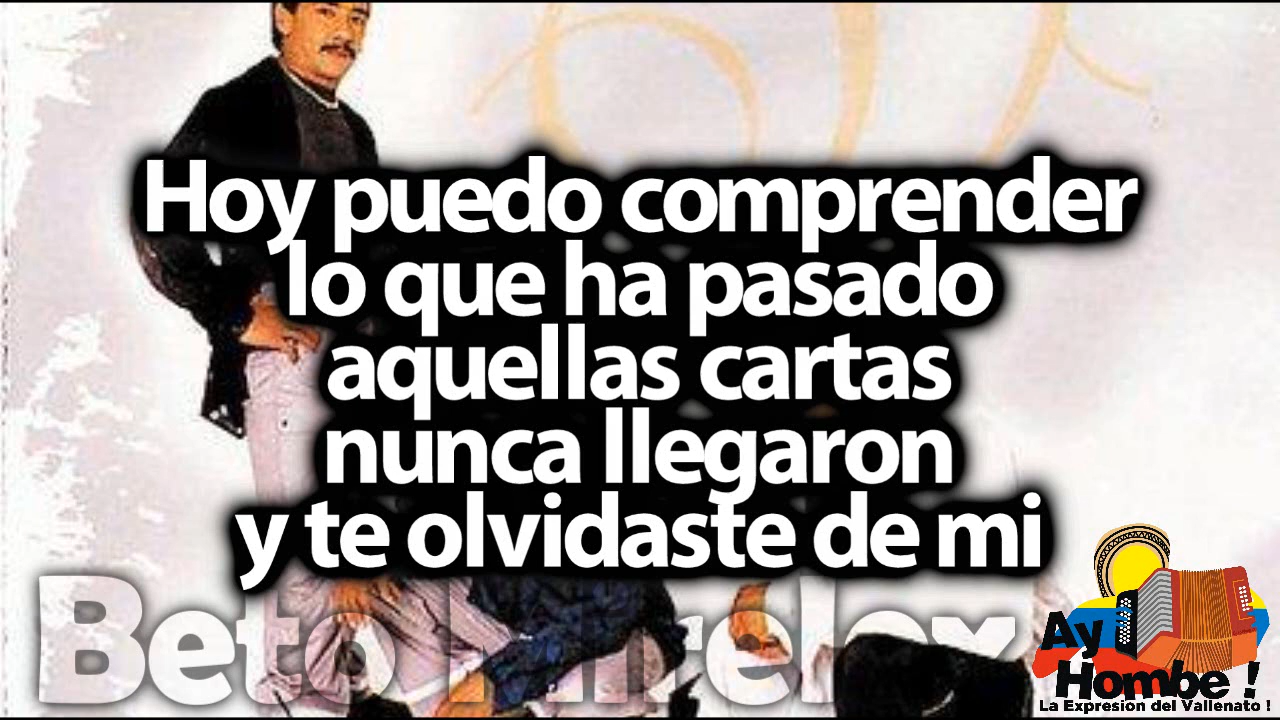 Hoy puedo comprender
lo que ha pasado
aquellas cartas
nunca llegaron
y te olvidaste de mi
Beto
Ay
Hombe !
La Expresión del Vallenato !